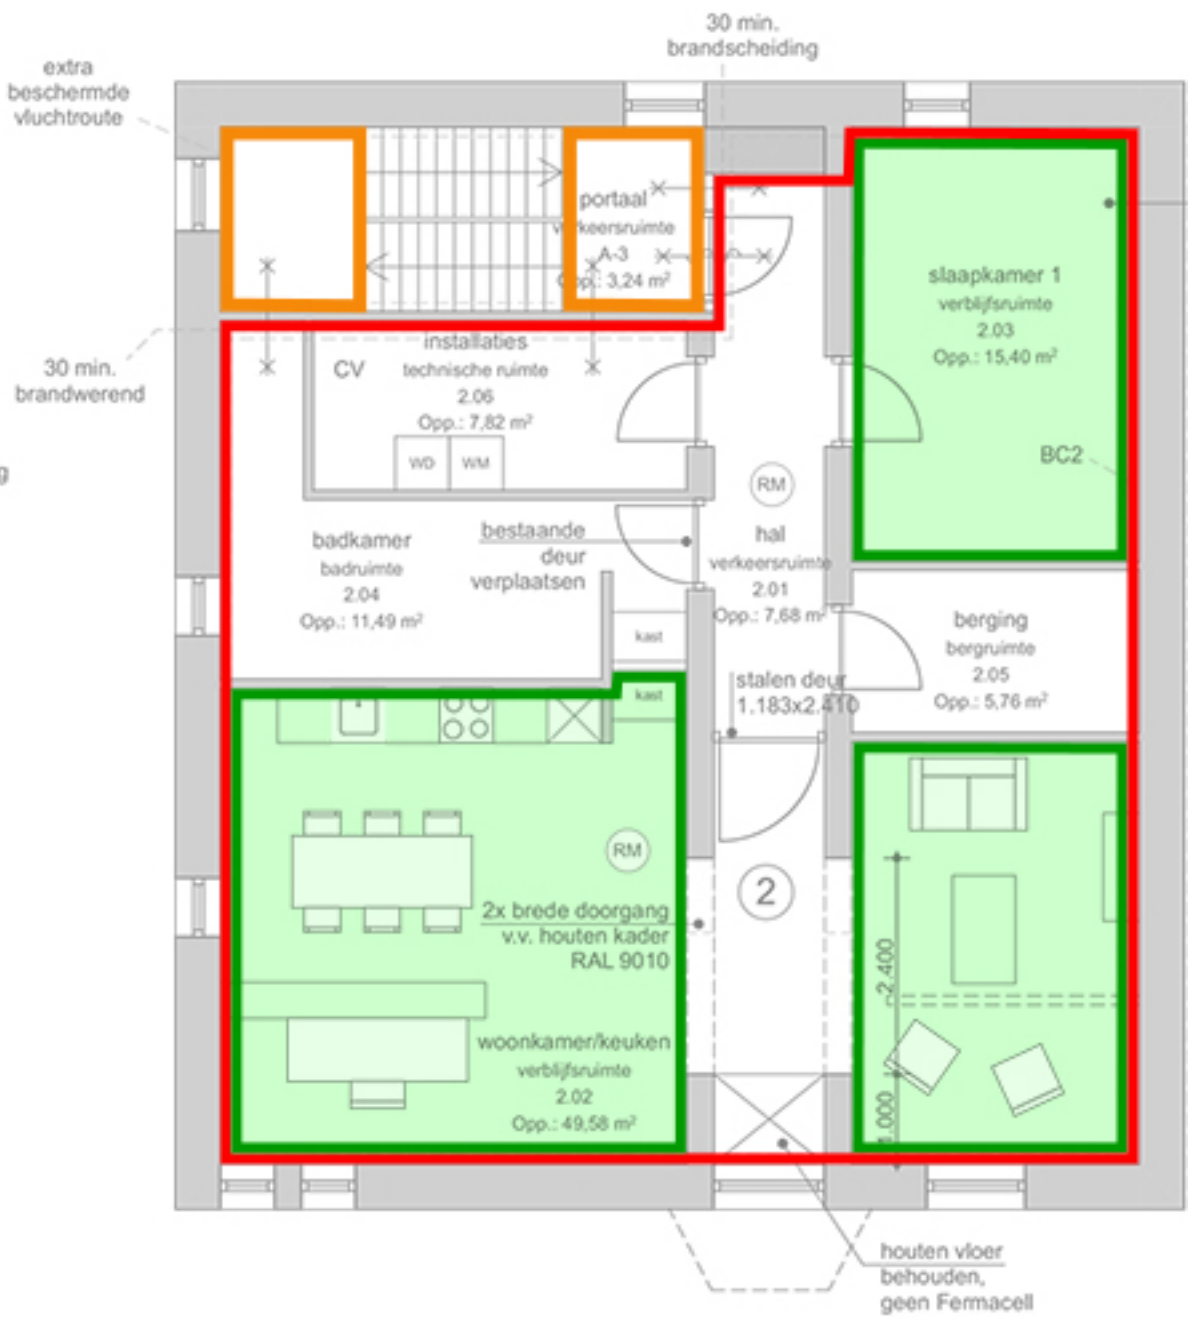 30 min.
brandscheiding
extra
beschermde
vluchtroute
portaal
verkeersruimte
A-3
Opp.: 3,24 m²
slaapkamer 1
verblijfsruimte
2.03
Opp.: 15,40 m²
30 min.
brandwerend
installaties
CV
technische ruimte
2.06
Opp.: 7,82 m²
WD WM
BC2
g
RM
badkamer
badruimte
2.04
Opp.: 11,49 m²
bestaande
deur
verplaatsen
hal
verkeersruimte
2.01
Opp.: 7,68 m²
kast
berging
bergruimte
2.05
Opp.: 5,76 m²
kast
stalen deur
1.183x2.410
RM
2
2x brede doorgang
v.v. houten kader
RAL 9010
2.400
woonkamer/keuken
verblijfsruimte
2.02
Opp.: 49,58 m²
1.000
houten vloer
behouden,
geen Fermacell